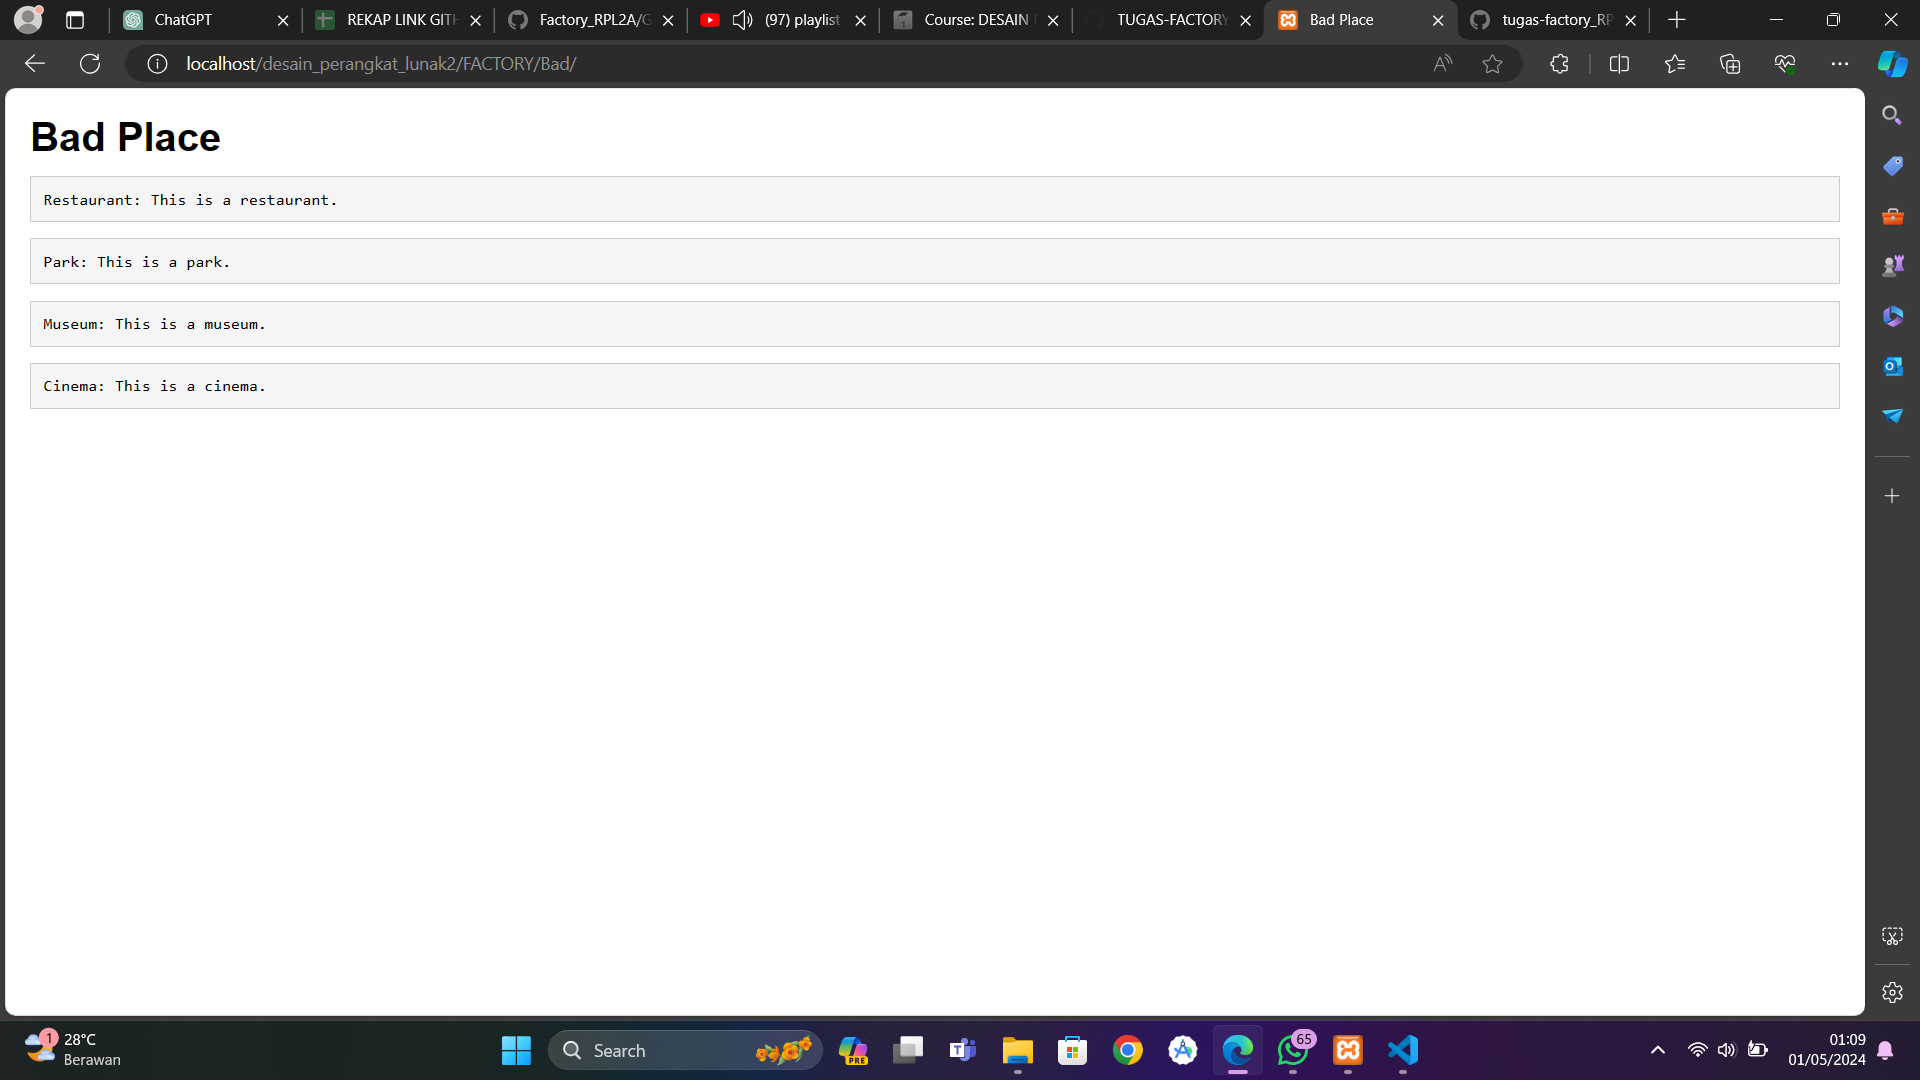 ChatGPT
REKAP LINK GITH
Factory_RPL2A/G
(97) playlist
Course: DESAIN
TUGAS-FACTORY
Bad Place
tugas-factory_RP
localhost/desain_perangkat_lunak2/FACTORY/Bad/
Bad Place
Restaurant: This is a restaurant.
Park: This is a park.
Museum: This is a museum.
Cinema: This is a cinema.
1
28°C
Berawan
Search
PRE
65
01:09
01/05/2024